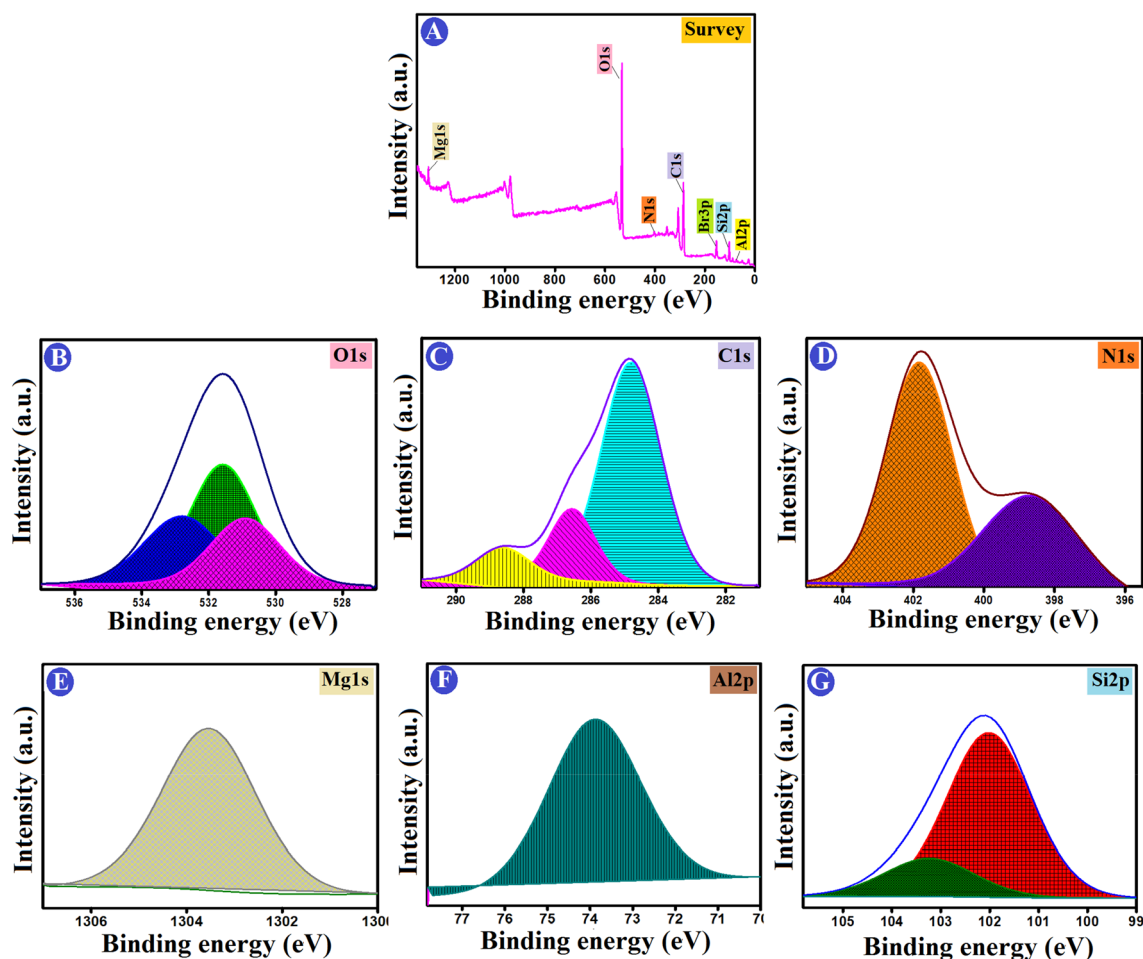 A
Survey
O1s
Mg1s
C1s
N1s
Br3p
Si2p
Al2p
Intensity (a.u.)
1200 1000 800 600 400 200 0
Binding energy (eV)
B
O1s
Intensity (a.u.)
536 534 532 530 528
Binding energy (eV)
C
C1s
Intensity (a.u.)
290 288 286 284 282
Binding energy (eV)
D
N1s
Intensity (a.u.)
404 402 400 398 396
Binding energy (eV)
E
Mg1s
Intensity (a.u.)
1306 1304 1302 1300
Binding energy (eV)
F
Al2p
Intensity (a.u.)
77 76 75 74 73 72 71 70
Binding energy (eV)
G
Si2p
Intensity (a.u.)
105 104 103 102 101 100 99
Binding energy (eV)